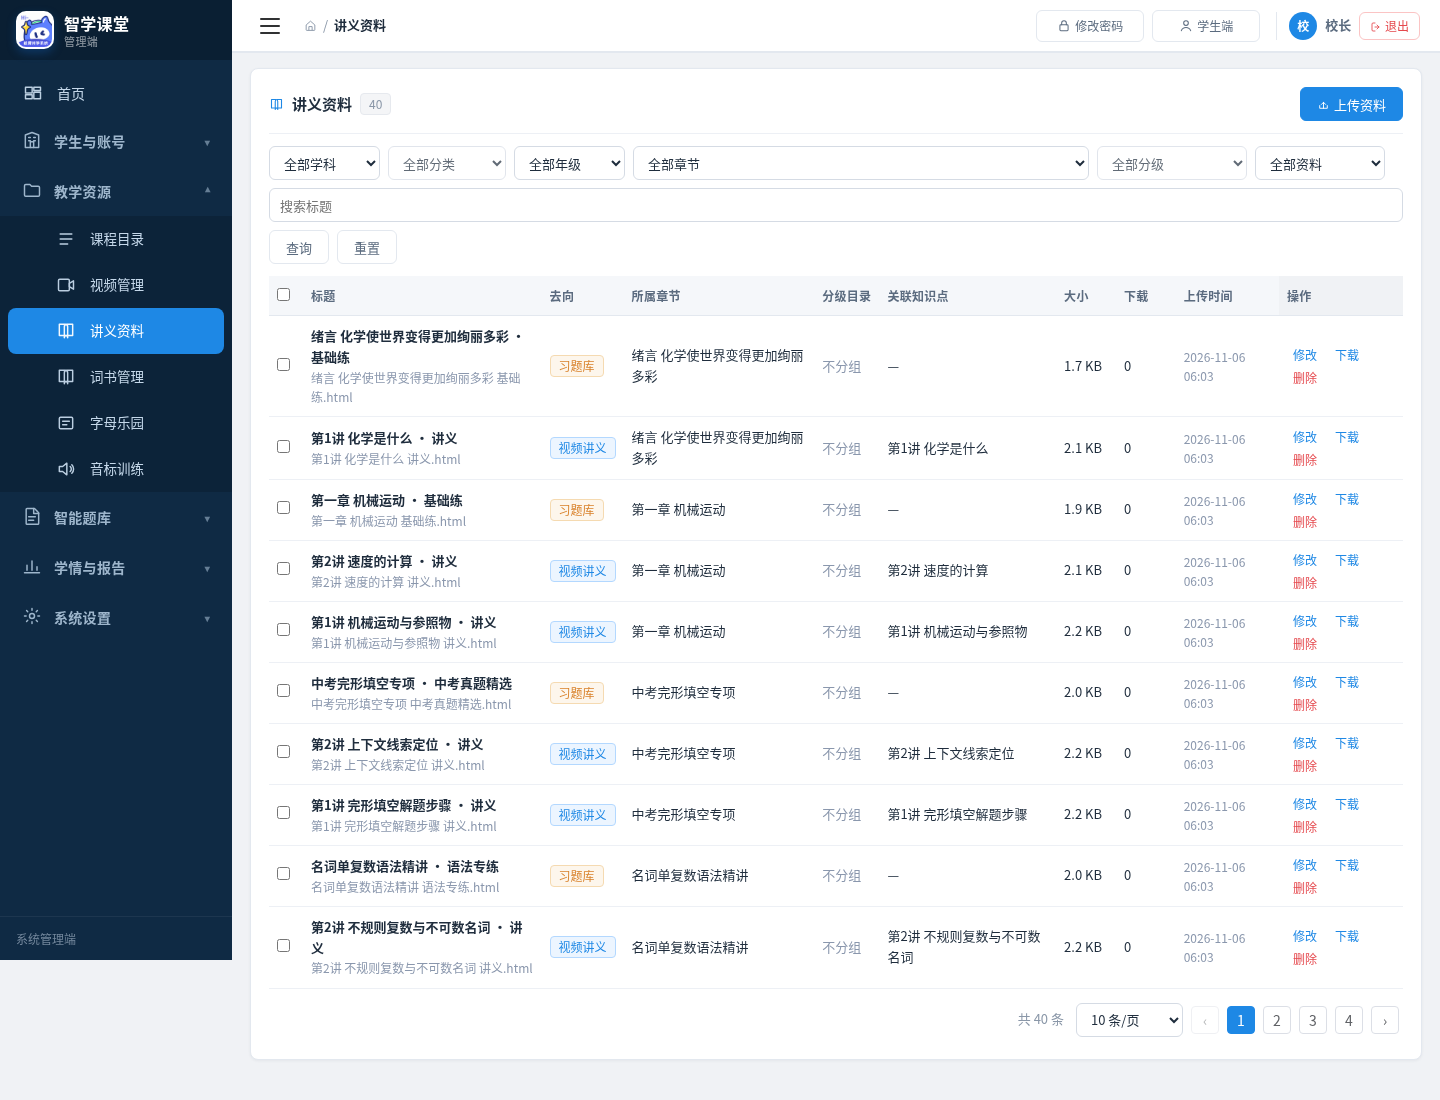 智学课堂
管理端
/ 讲义资料
修改密码
学生端
校
校长
退出
首页
学生与账号
教学资源
课程目录
视频管理
讲义资料
词书管理
字母乐园
音标训练
智能题库
学情与报告
系统设置
系统管理端
讲义资料 40
上传资料
全部学科 全部分类 全部年级 全部章节 全部分级 全部资料
搜索标题
查询 重置
标题 去向 所属章节 分级目录 关联知识点 大小 下载 上传时间 操作
绪言 化学使世界变得更加绚丽多彩 · 基础练
绪言 化学使世界变得更加绚丽多彩 基础练.html
习题库
绪言 化学使世界变得更加绚丽多彩
不分组 — 1.7 KB 0 2026-11-06 06:03 修改 下载 删除
第1讲 化学是什么 · 讲义
第1讲 化学是什么 讲义.html
视频讲义
绪言 化学使世界变得更加绚丽多彩
不分组 第1讲 化学是什么 2.1 KB 0 2026-11-06 06:03 修改 下载 删除
第一章 机械运动 · 基础练
第一章 机械运动 基础练.html
习题库 第一章 机械运动 不分组 — 1.9 KB 0 2026-11-06 06:03 修改 下载 删除
第2讲 速度的计算 · 讲义
第2讲 速度的计算 讲义.html
视频讲义 第一章 机械运动 不分组 第2讲 速度的计算 2.1 KB 0 2026-11-06 06:03 修改 下载 删除
第1讲 机械运动与参照物 · 讲义
第1讲 机械运动与参照物 讲义.html
视频讲义 第一章 机械运动 不分组 第1讲 机械运动与参照物 2.2 KB 0 2026-11-06 06:03 修改 下载 删除
中考完形填空专项 · 中考真题精选
中考完形填空专项 中考真题精选.html
习题库 中考完形填空专项 不分组 — 2.0 KB 0 2026-11-06 06:03 修改 下载 删除
第2讲 上下文线索定位 · 讲义
第2讲 上下文线索定位 讲义.html
视频讲义 中考完形填空专项 不分组 第2讲 上下文线索定位 2.2 KB 0 2026-11-06 06:03 修改 下载 删除
第1讲 完形填空解题步骤 · 讲义
第1讲 完形填空解题步骤 讲义.html
视频讲义 中考完形填空专项 不分组 第1讲 完形填空解题步骤 2.2 KB 0 2026-11-06 06:03 修改 下载 删除
名词单复数语法精讲 · 语法专练
名词单复数语法精讲 语法专练.html
习题库 名词单复数语法精讲 不分组 — 2.0 KB 0 2026-11-06 06:03 修改 下载 删除
第2讲 不规则复数与不可数名词 · 讲义
第2讲 不规则复数与不可数名词 讲义.html
视频讲义 名词单复数语法精讲 不分组 第2讲 不规则复数与不可数名词 2.2 KB 0 2026-11-06 06:03 修改 下载 删除
共 40 条 10 条/页 ‹ 1 2 3 4 ›